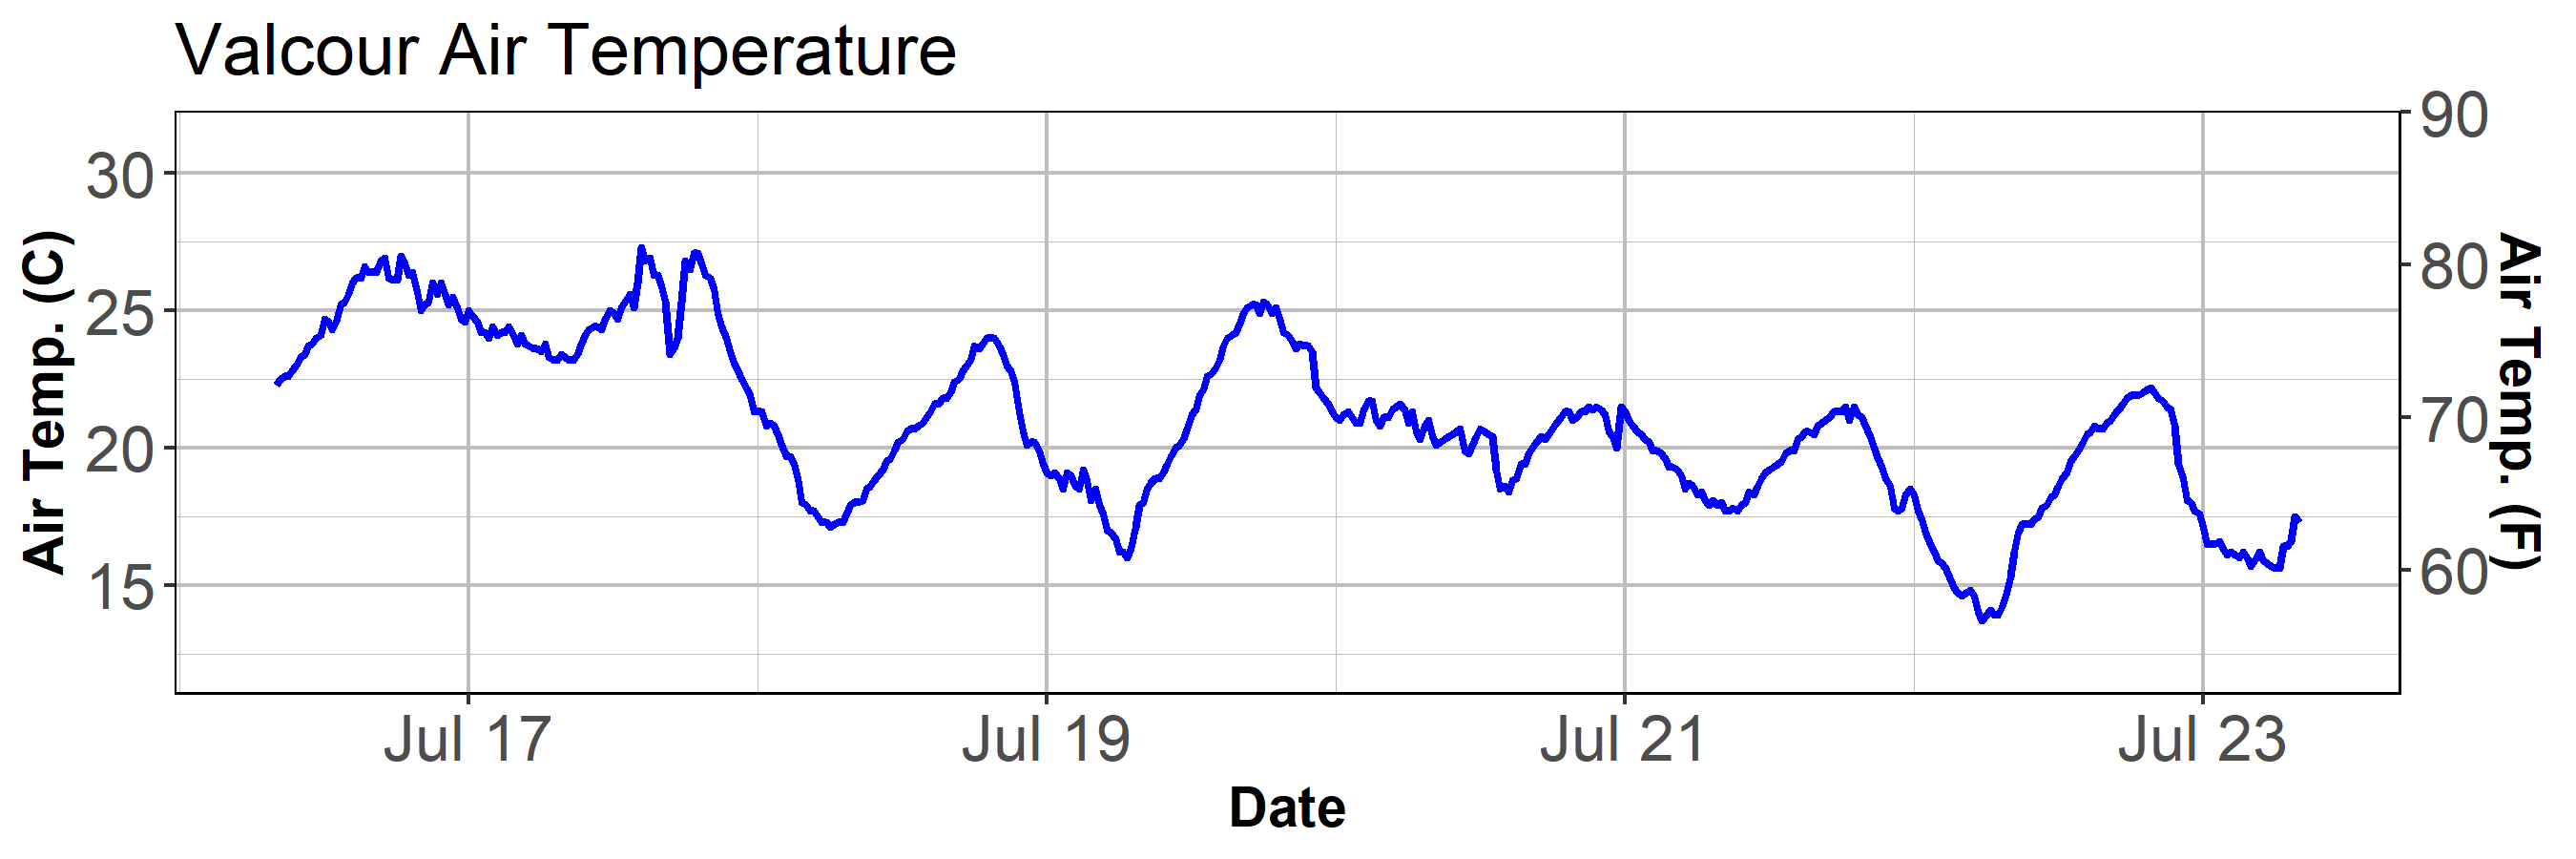 Valcour Air Temperature
Air Temp. (C)
30
25
20
15
90
80
70
60
Air Temp. (F)
Jul 17
Jul 19
Jul 21
Jul 23
Date